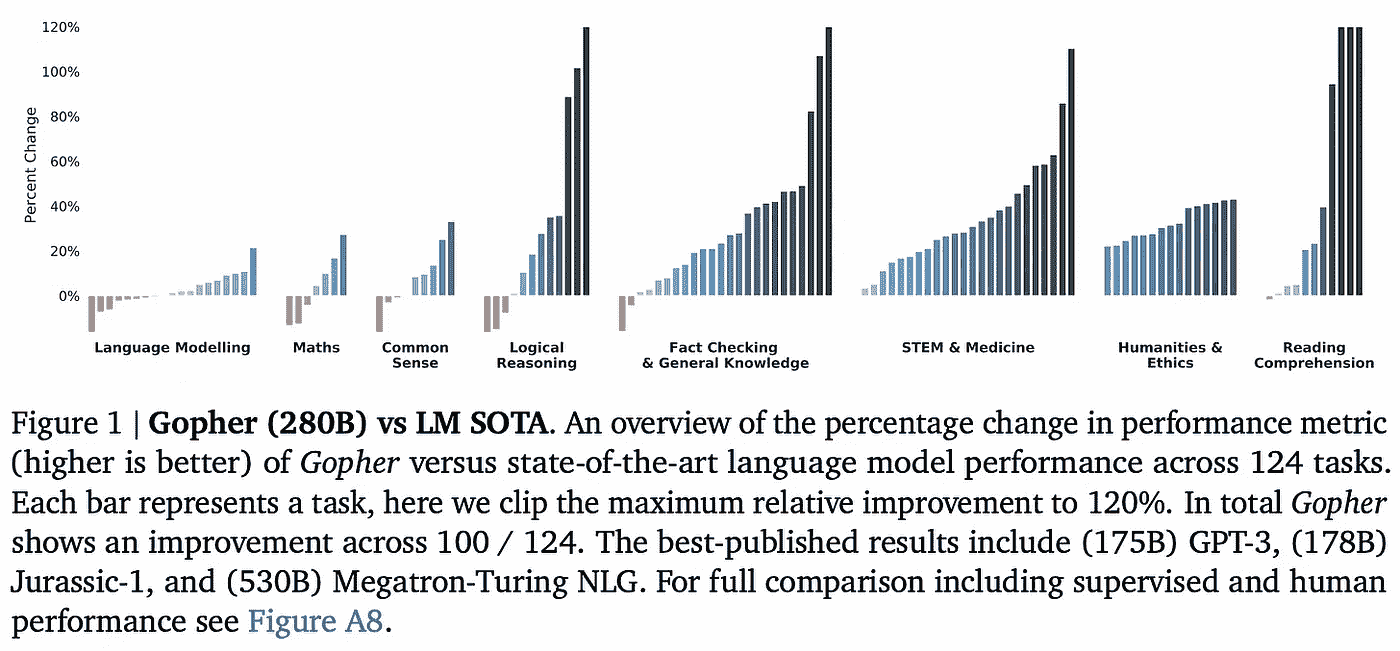 120%
100%
80%
60%
40%
20%
0%
Percent Change
Language Modelling
Maths
Common
Sense
Logical
Reasoning
Fact Checking
& General Knowledge
STEM & Medicine
Humanities &
Ethics
Reading
Comprehension
Figure 1 | Gopher (280B) vs LM SOTA. An overview of the percentage change in performance metric
(higher is better) of Gopher versus state-of-the-art language model performance across 124 tasks.
Each bar represents a task, here we clip the maximum relative improvement to 120%. In total Gopher
shows an improvement across 100 / 124. The best-published results include (175B) GPT-3, (178B)
Jurassic-1, and (530B) Megatron-Turing NLG. For full comparison including supervised and human
performance see Figure A8.